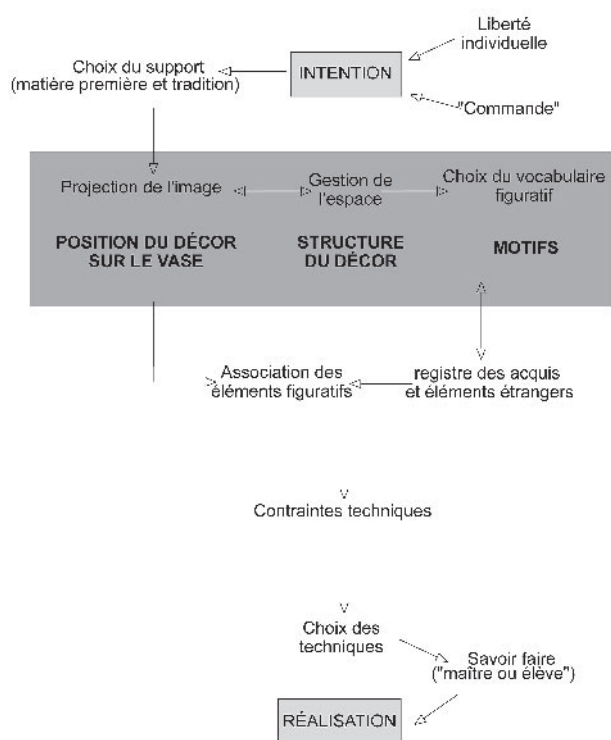 Liberté
individuelle
Choix du support
(matière première et tradition)
INTENTION
"Commande"
Projection de l'image
Gestion de
l'espace
Choix du vocabulaire
figuratif
POSITION DU DÉCOR
SUR LE VASE
STRUCTURE
DU DÉCOR
MOTIFS
Association des
éléments figuratifs
registre des acquis
et éléments étrangers
Contraintes techniques
Choix des
techniques
Savoir faire
("maître ou élève")
RÉALISATION